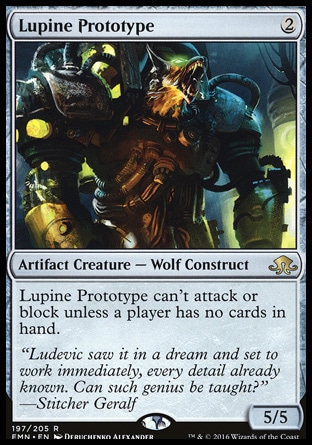 Lupine Prototype 2
Artifact Creature — Wolf Construct
Lupine Prototype can't attack or
block unless a player has no cards in
hand.
"Ludevic saw it in a dream and set to
work immediately, every detail already
known. Can such genius be taught?"
—Stitcher Geralf
5/5
197/205 R
EMN • EN DERUCHENKO ALEXANDER
™ & © 2016 Wizards of the Coast